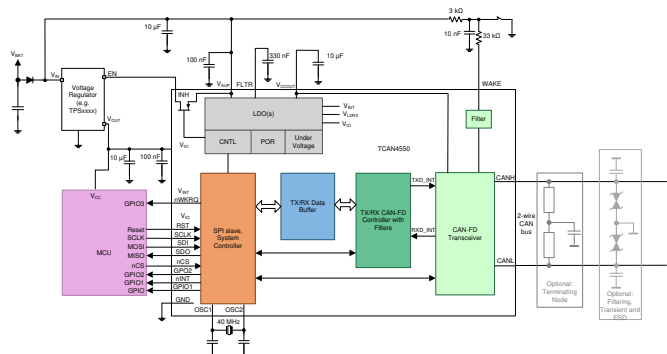 3 kΩ
10 µF
10 nF
33 kΩ
100 nF
330 nF
10 µF
VBAT
VIN
EN
VSUP
FLTR
VCCOUT
WAKE
Voltage
Regulator
(e.g.
TPSxxxx)
VOUT
INH
LDO(s)
VINT
VLVRX
VIO
Filter
VIO
CNTL
POR
Under
Voltage
TCAN4550
10 µF
100 nF
VCC
GPIO3
Reset
SCLK
MOSI
MISO
nCS
GPIO2
GPIO1
GPIO
MCU
VINT
nWKRQ
VIO
RST
SCLK
SDI
SDO
nCS
GPO2
nINT
GPIO1
GND
OSC1
OSC2
40 MHz
SPI slave,
System
Controller
TX/RX Data
Buffer
TX/RX CAN-FD
Controller with
Filters
TXD_INT
RXD_INT
CAN-FD
Transceiver
CANH
CANL
2-wire
CAN
bus
Optional:
Terminating
Node
Optional:
Filtering,
Transient and
ESD